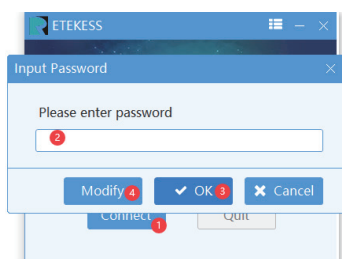 ETEKESS
Input Password
Please enter password
2
Modify 4 OK 3 Cancel
Connect 1 Quit